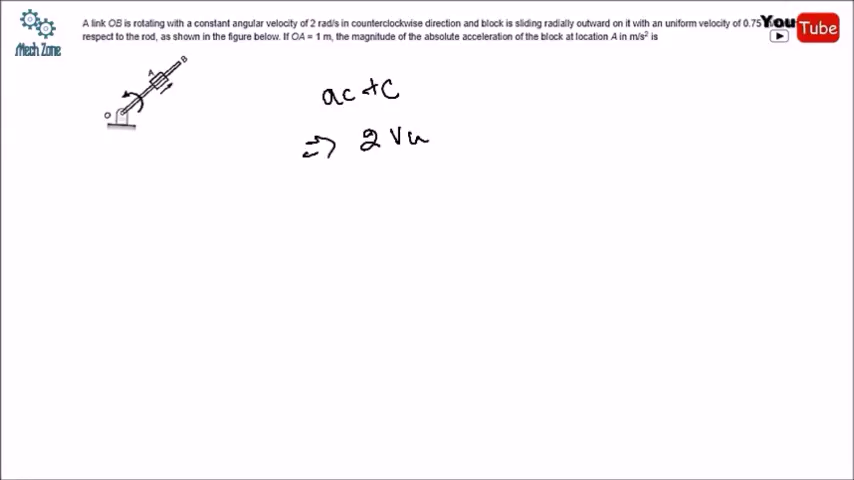 A link OB is rotating with a constant angular velocity of 2 rad/s in counterclockwise direction and block is sliding radially outward on it with an uniform velocity of 0.75
respect to the rod, as shown in the figure below. If OA = 1 m, the magnitude of the absolute acceleration of the block at location A in m/s² is
You Tube
Mech Zone
B
A
O
ac + C
⇒ 2 V